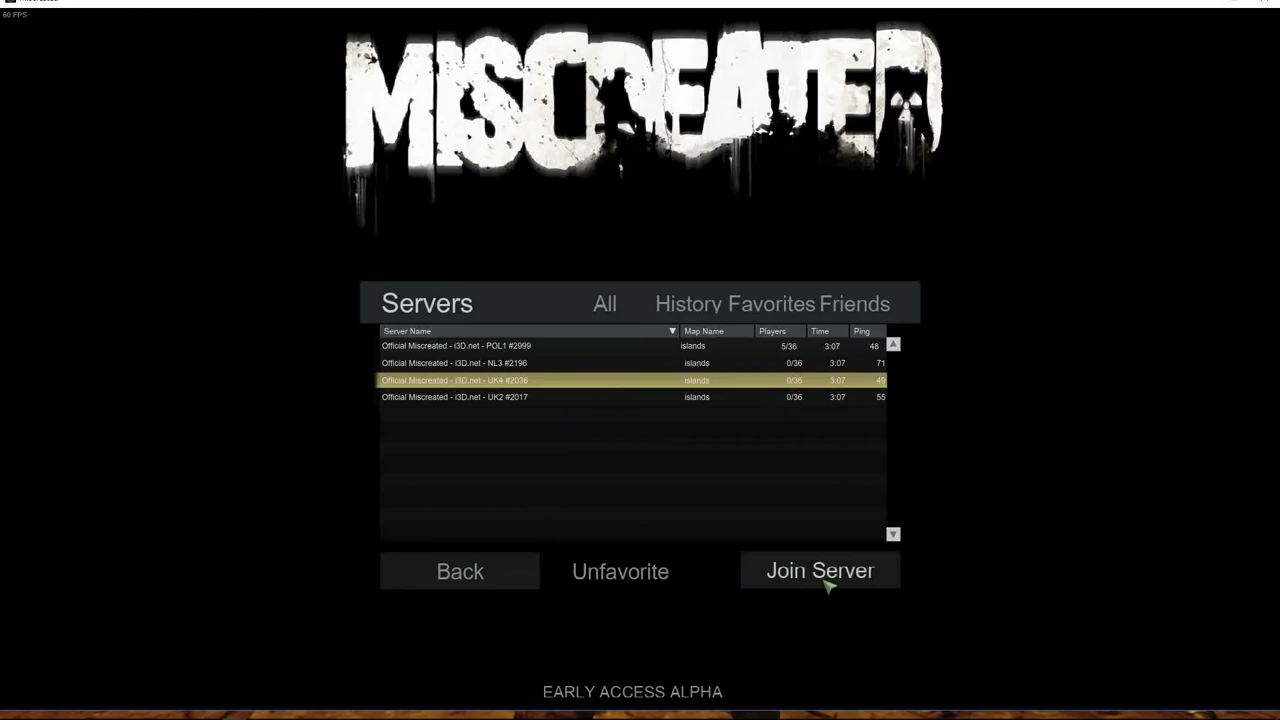 60 FPS
MISCREATED
Servers All History Favorites Friends
Server Name Map Name Players Time Ping
Official Miscreated - i3D.net - POL1 #2999 islands 5/36 3:07 48
Official Miscreated - i3D.net - NL3 #2196 islands 0/36 3:07 71
Official Miscreated - i3D.net - UK4 #2036 islands 0/36 3:07 49
Official Miscreated - i3D.net - UK2 #2017 islands 0/36 3:07 55
Back Unfavorite Join Server
EARLY ACCESS ALPHA